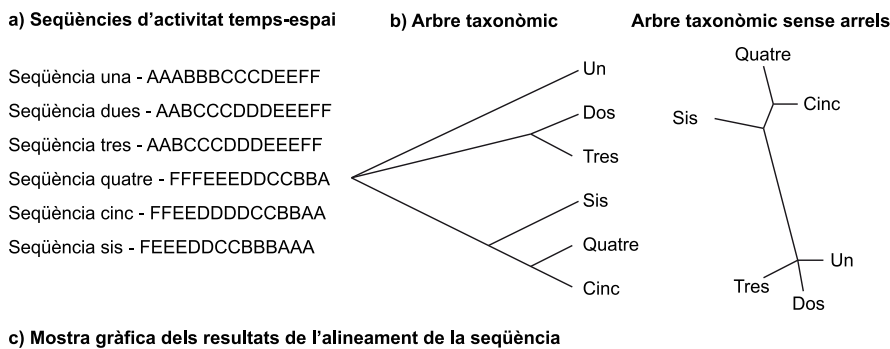 a) Seqüències d'activitat temps-espai
Seqüència una - AAABBBCCCDEEFF
Seqüència dues - AABCCCDDDEEEFF
Seqüència tres - AABCCCDDDEEEFF
Seqüència quatre - FFFEEEDDCCBBA
Seqüència cinc - FFEEDDDDCCBBAA
Seqüència sis - FEEEDDCCBBBAAA
b) Arbre taxonòmic
Un
Dos
Tres
Sis
Quatre
Cinc
Arbre taxonòmic sense arrels
Quatre
Cinc
Sis
Un
Tres
Dos
c) Mostra gràfica dels resultats de l'alineament de la seqüència